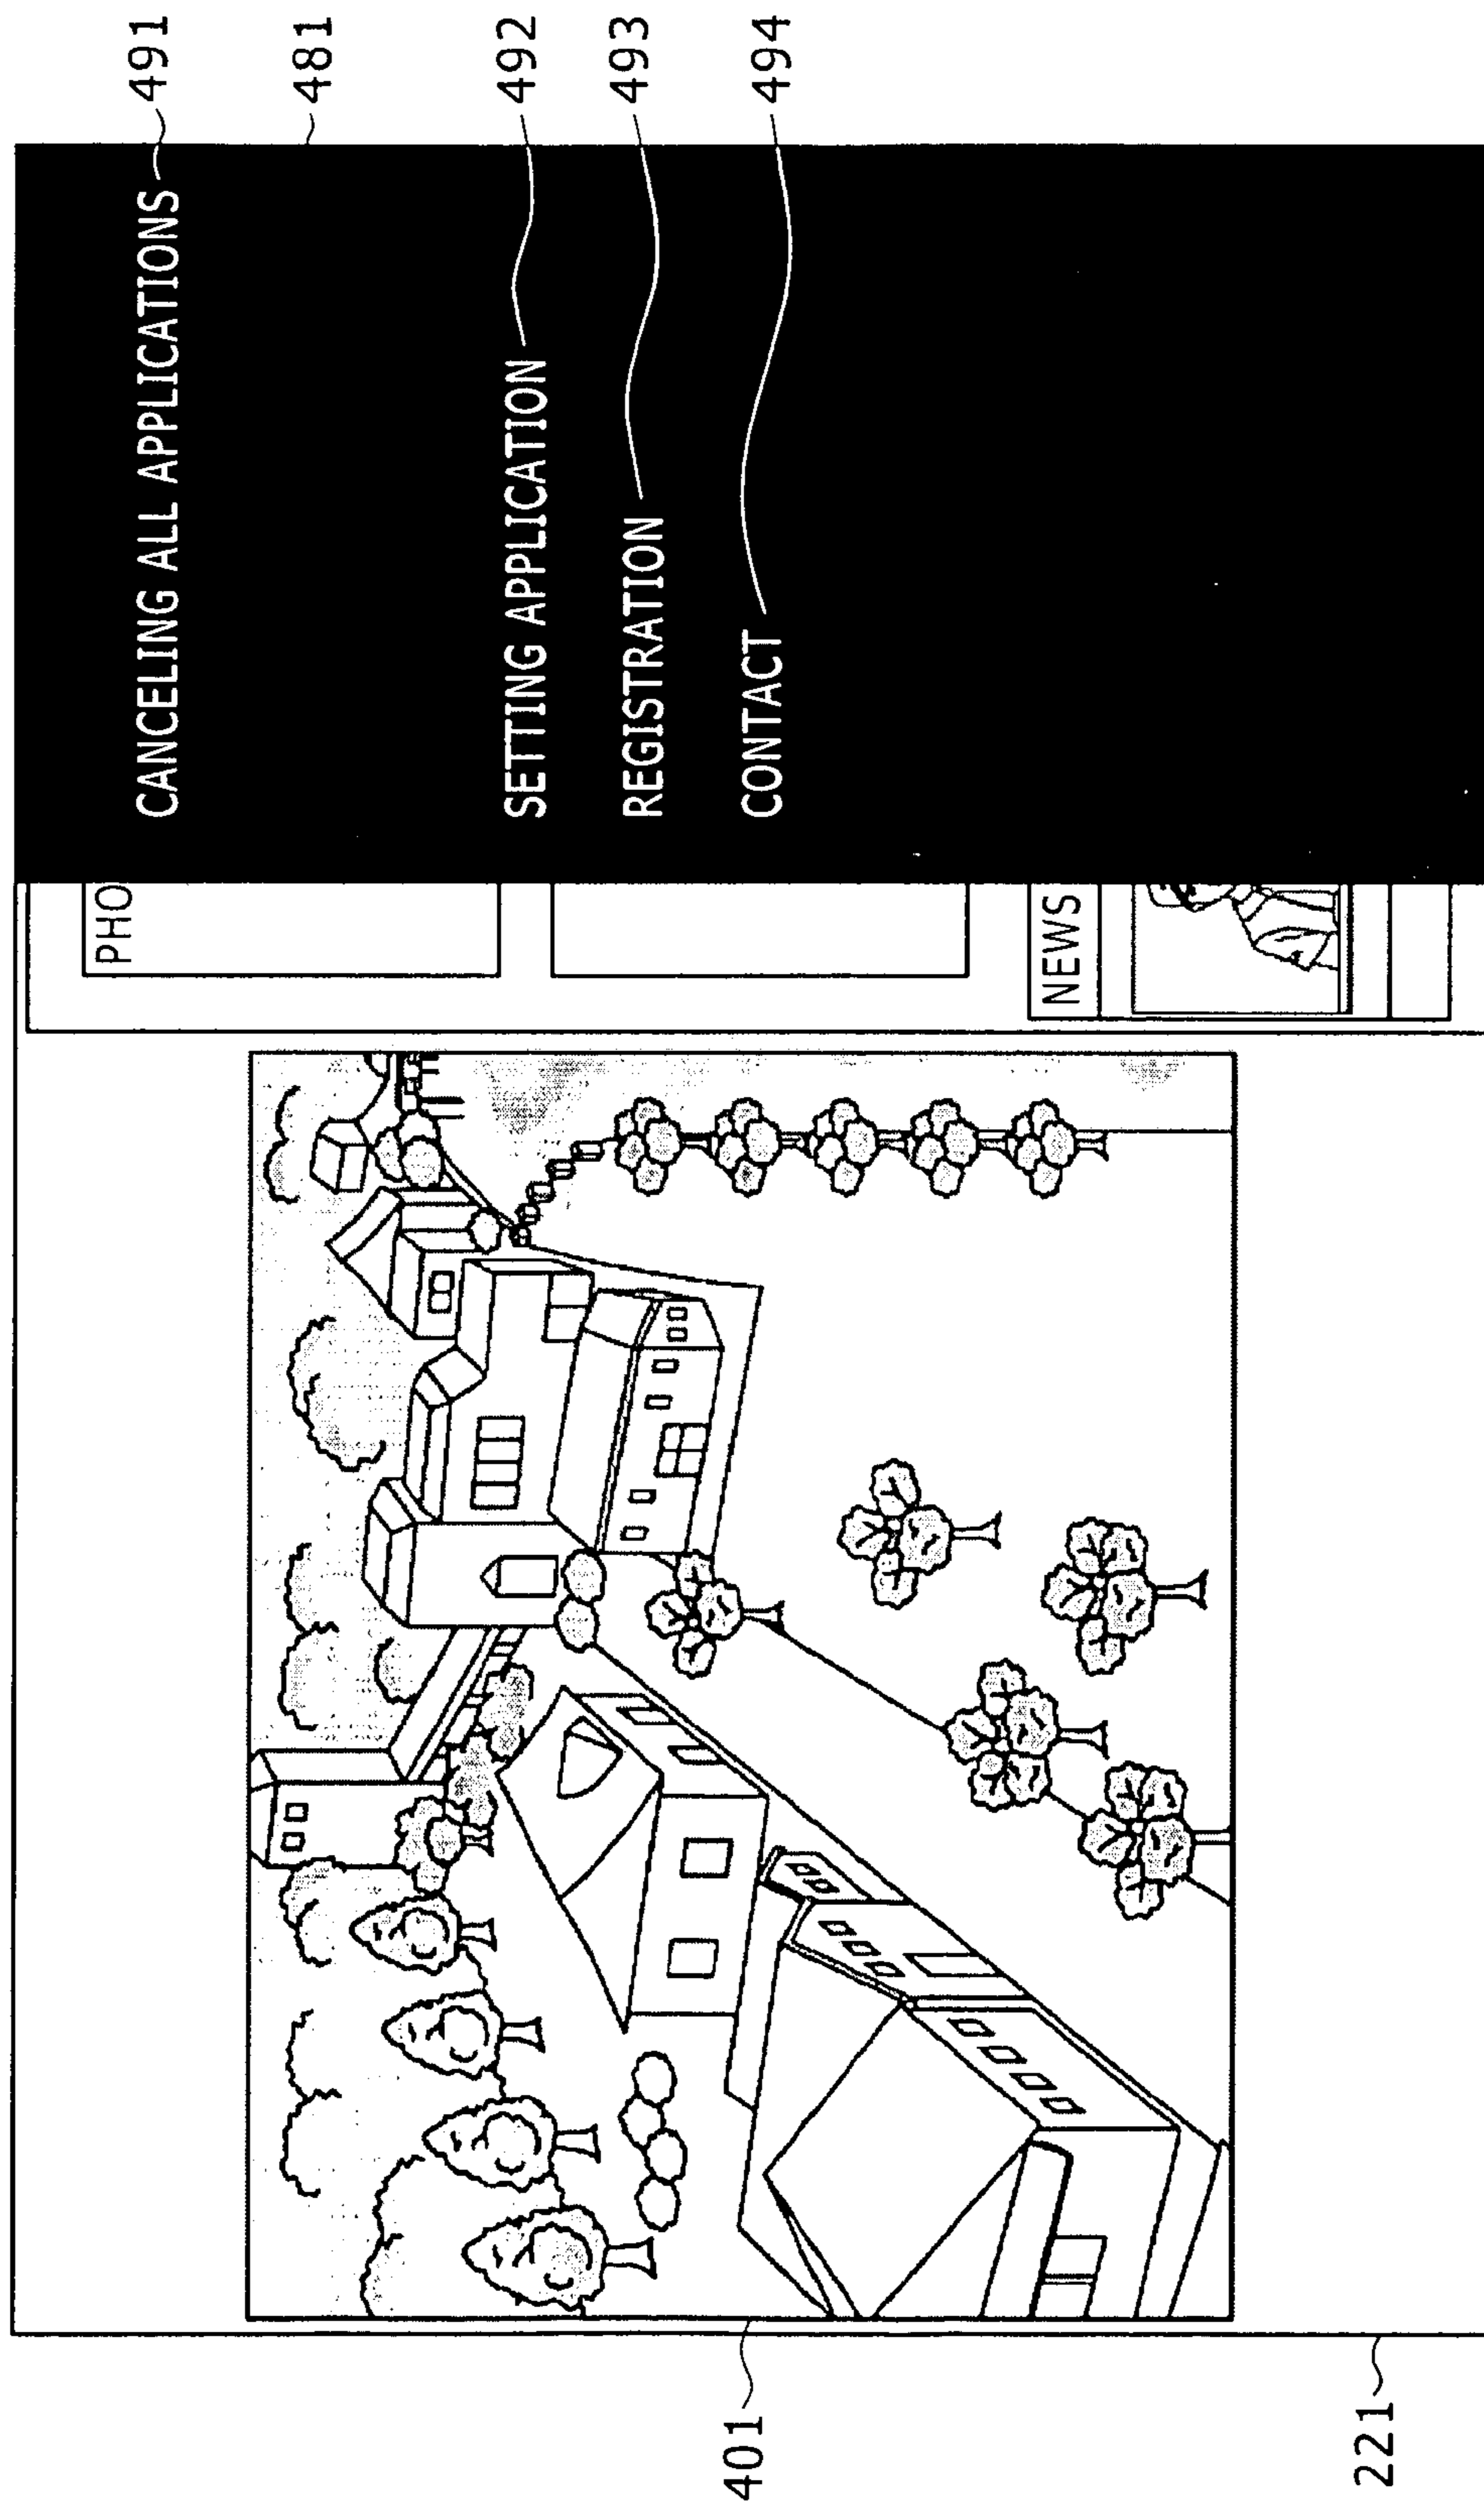 PHO
CANCELING ALL APPLICATIONS 491
481
SETTING APPLICATION 492
REGISTRATION 493
401
CONTACT 494
NEWS
221